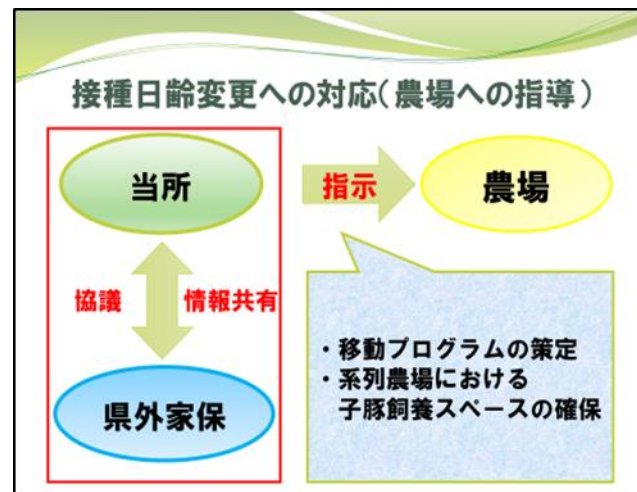 接種日齢変更への対応（農場への指導）
当所
指示
農場
協議
情報共有
県外家保
・移動プログラムの策定
・系列農場における
子豚飼養スペースの確保